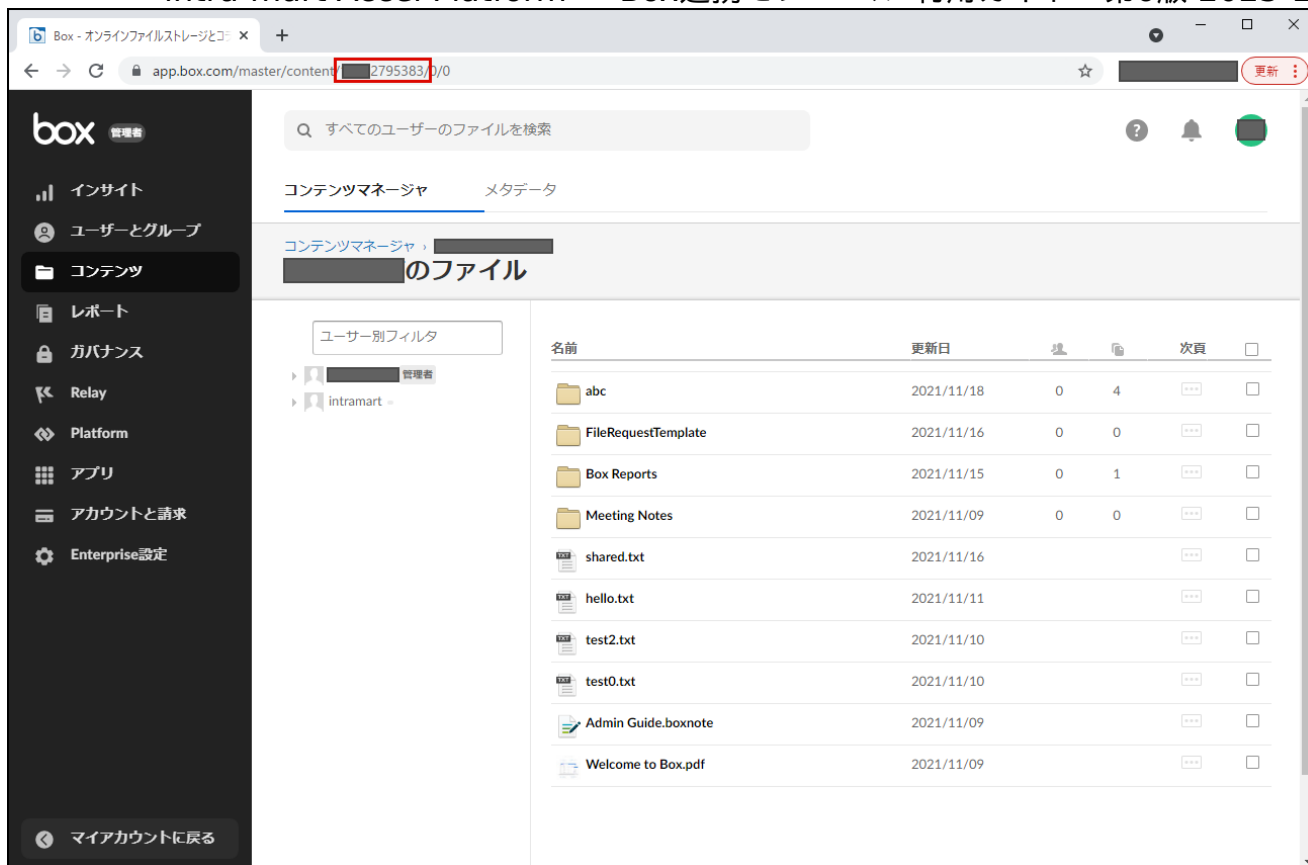 Box - オンラインファイルストレージとコ
app.box.com/master/content/ 2795383/0/0
更新
box 管理者
すべてのユーザーのファイルを検索
インサイト
ユーザーとグループ
コンテンツ
レポート
ガバナンス
Relay
Platform
アプリ
アカウントと請求
Enterprise設定
マイアカウントに戻る
コンテンツマネージャ メタデータ
コンテンツマネージャ ›
のファイル
ユーザー別フィルタ
管理者
intramart
名前 更新日 次頁
abc 2021/11/18 0 4
FileRequestTemplate 2021/11/16 0 0
Box Reports 2021/11/15 0 1
Meeting Notes 2021/11/09 0 0
shared.txt 2021/11/16
hello.txt 2021/11/11
test2.txt 2021/11/10
test0.txt 2021/11/10
Admin Guide.boxnote 2021/11/09
Welcome to Box.pdf 2021/11/09